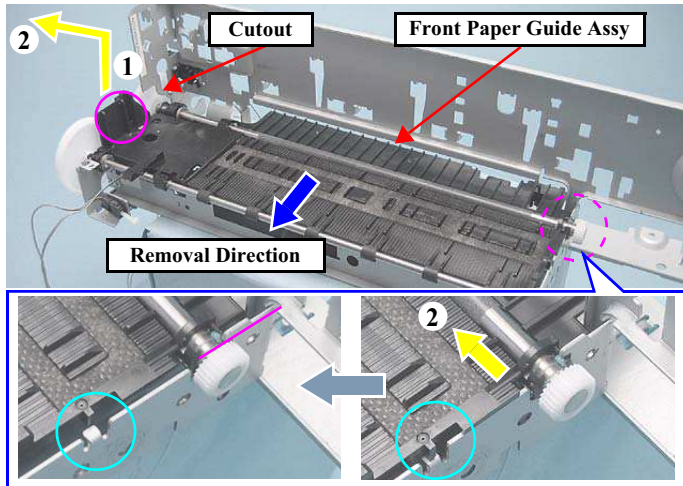 2
Cutout
Front Paper Guide Assy
1
Removal Direction
2